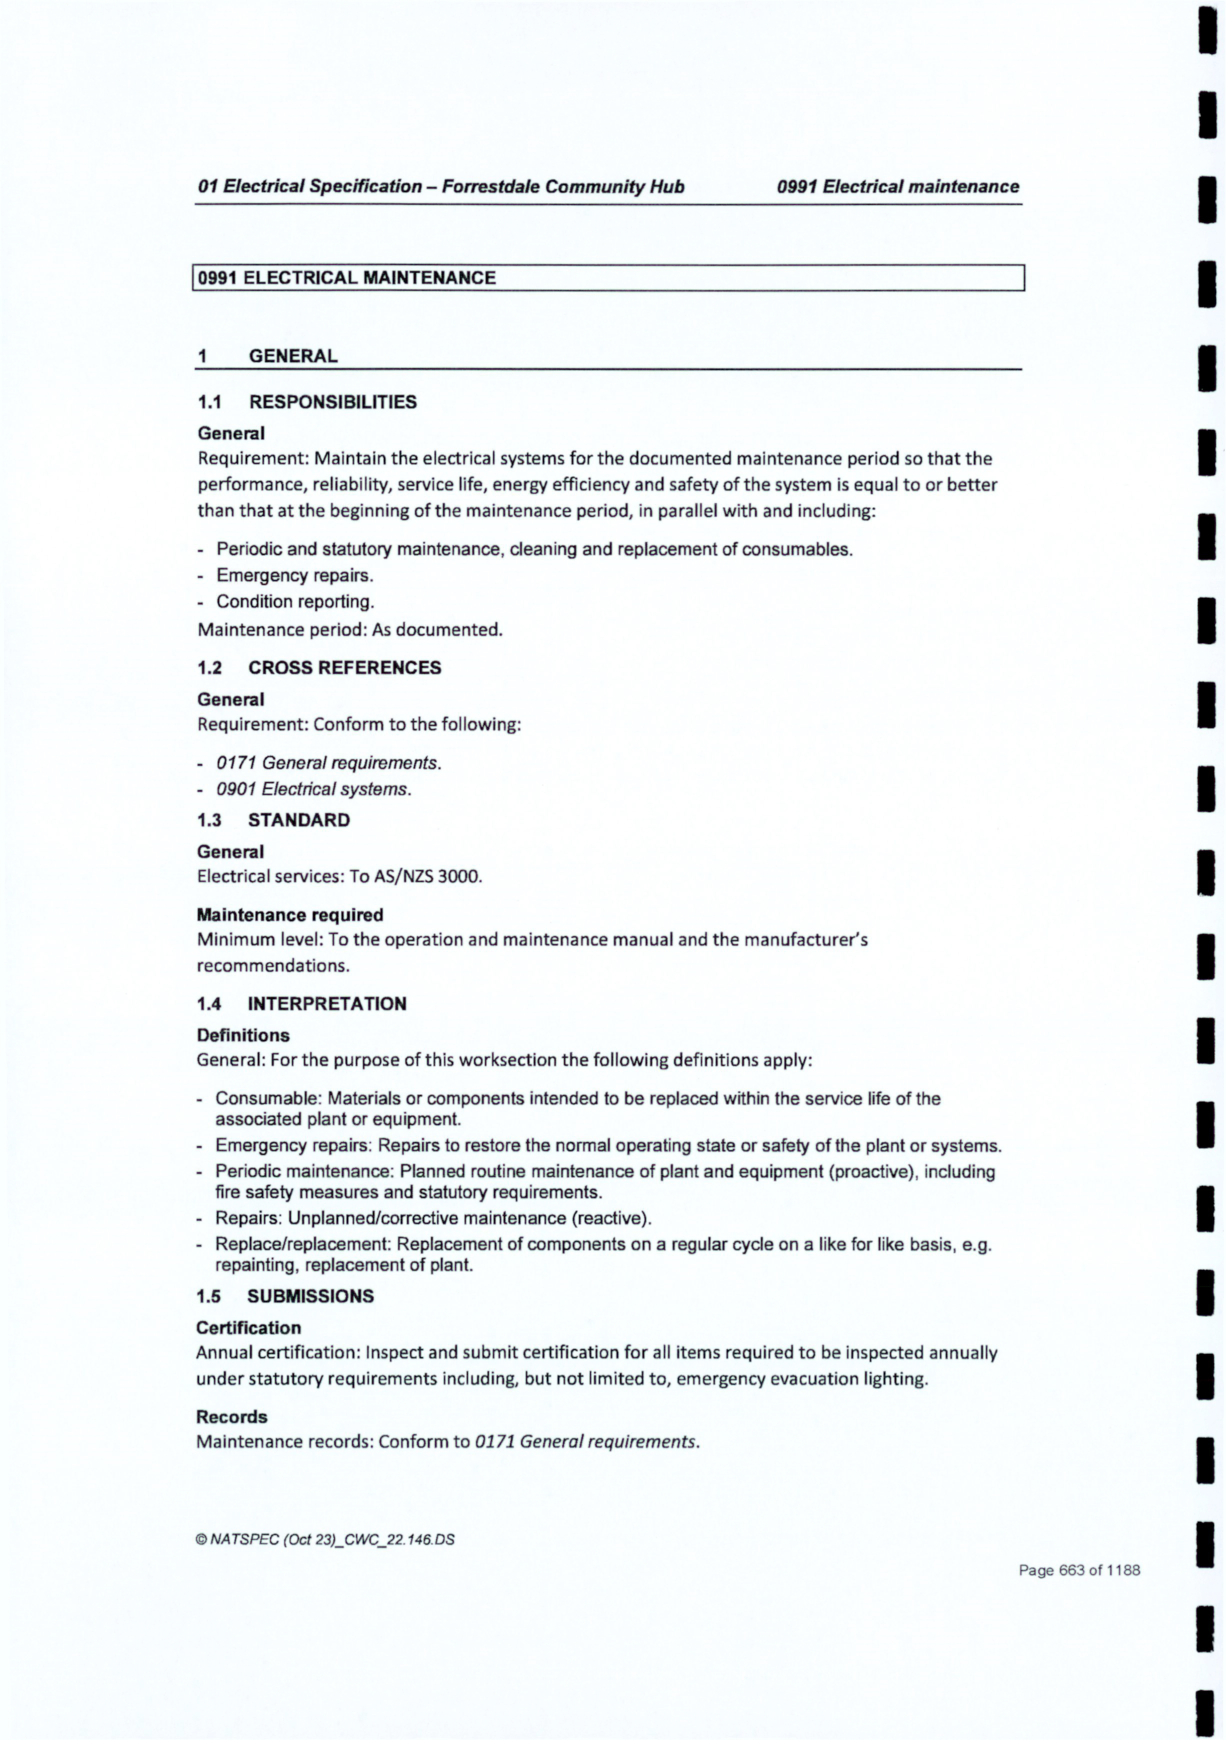 01 Electrical Specification – Forrestdale Community Hub 0991 Electrical maintenance
0991 ELECTRICAL MAINTENANCE
1 GENERAL
1.1 RESPONSIBILITIES
General
Requirement: Maintain the electrical systems for the documented maintenance period so that the
performance, reliability, service life, energy efficiency and safety of the system is equal to or better
than that at the beginning of the maintenance period, in parallel with and including:
- Periodic and statutory maintenance, cleaning and replacement of consumables.
- Emergency repairs.
- Condition reporting.
Maintenance period: As documented.
1.2 CROSS REFERENCES
General
Requirement: Conform to the following:
- 0171 General requirements.
- 0901 Electrical systems.
1.3 STANDARD
General
Electrical services: To AS/NZS 3000.
Maintenance required
Minimum level: To the operation and maintenance manual and the manufacturer's
recommendations.
1.4 INTERPRETATION
Definitions
General: For the purpose of this worksection the following definitions apply:
- Consumable: Materials or components intended to be replaced within the service life of the
associated plant or equipment.
- Emergency repairs: Repairs to restore the normal operating state or safety of the plant or systems.
- Periodic maintenance: Planned routine maintenance of plant and equipment (proactive), including
fire safety measures and statutory requirements.
- Repairs: Unplanned/corrective maintenance (reactive).
- Replace/replacement: Replacement of components on a regular cycle on a like for like basis, e.g.
repainting, replacement of plant.
1.5 SUBMISSIONS
Certification
Annual certification: Inspect and submit certification for all items required to be inspected annually
under statutory requirements including, but not limited to, emergency evacuation lighting.
Records
Maintenance records: Conform to 0171 General requirements.
© NATSPEC (Oct 23)_CWC_22.146.DS
Page 663 of 1188